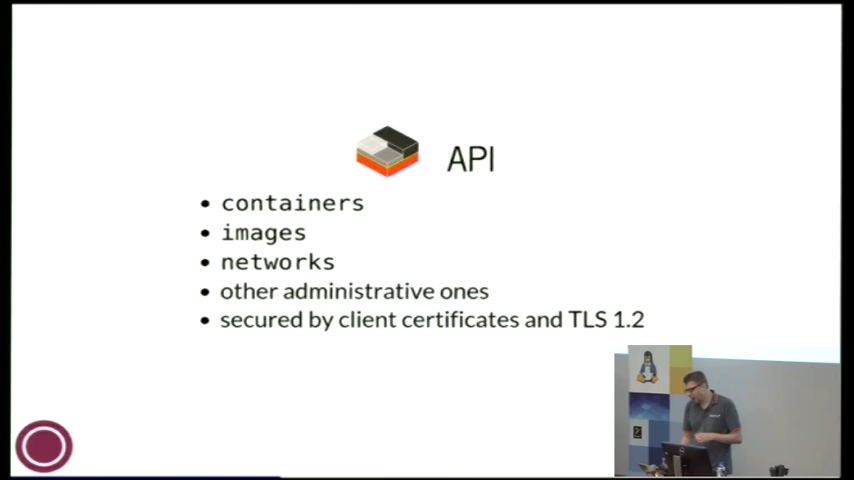 API
containers
images
networks
other administrative ones
secured by client certificates and TLS 1.2